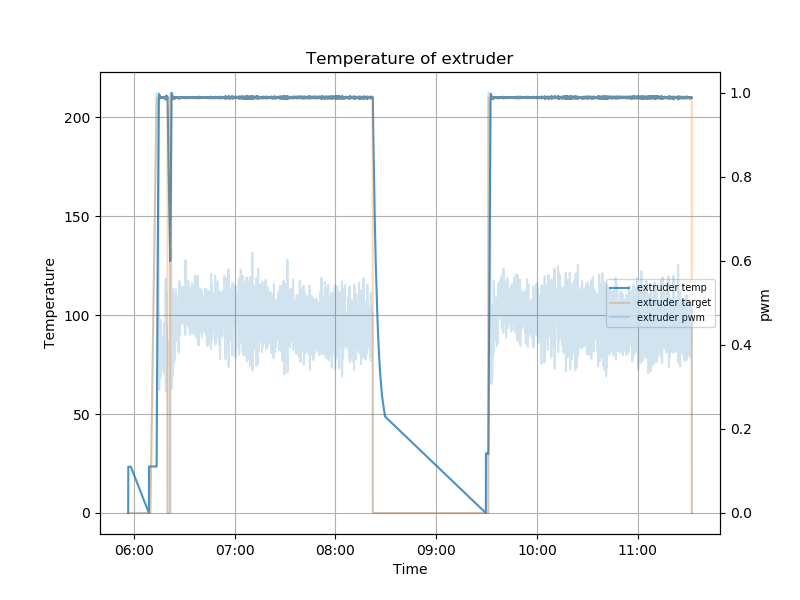 Temperature of extruder
200
150
100
50
0
Temperature
1.0
0.8
0.6
0.4
0.2
0.0
pwm
extruder temp
extruder target
extruder pwm
06:00 07:00 08:00 09:00 10:00 11:00
Time